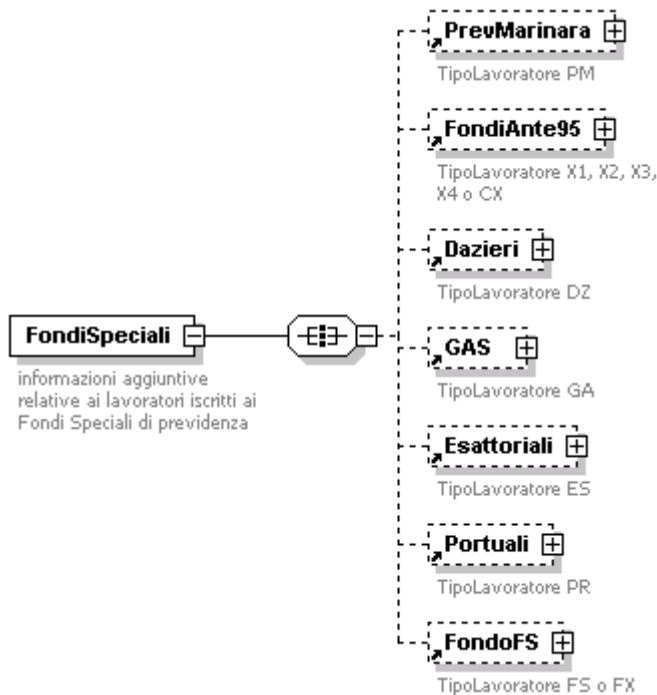 PrevMarinara
TipoLavoratore PM
FondiAnte95
TipoLavoratore X1, X2, X3,
X4 o CX
Dazieri
TipoLavoratore DZ
FondiSpeciali
informazioni aggiuntive
relative ai lavoratori iscritti ai
Fondi Speciali di previdenza
GAS
TipoLavoratore GA
Esattoriali
TipoLavoratore ES
Portuali
TipoLavoratore PR
FondoFS
TipoLavoratore FS o FX